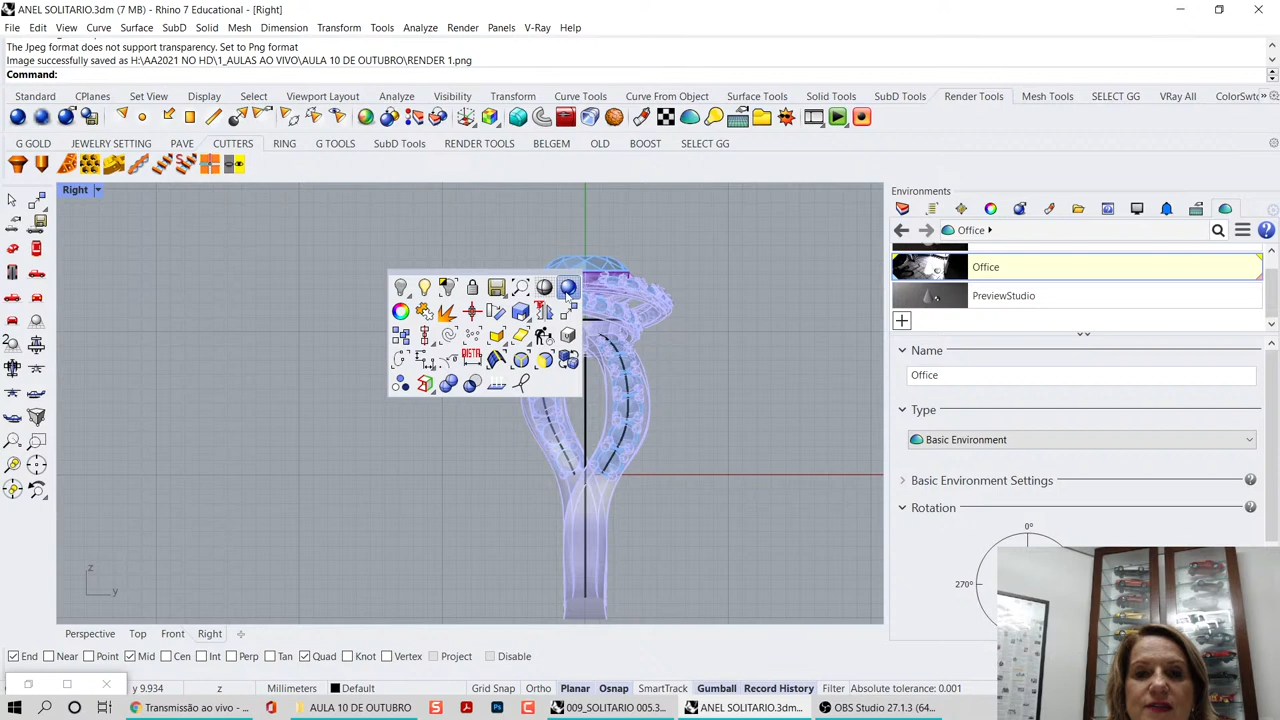 ANEL SOLITARIO.3dm (7 MB) - Rhino 7 Educational - [Right]
File Edit View Curve Surface SubD Solid Mesh Dimension Transform Tools Analyze Render Panels V-Ray Help
The Jpeg format does not support transparency. Set to Png format
Image successfully saved as H:\AA2021 NO HD\1_AULAS AO VIVO\AULA 10 DE OUTUBRO\RENDER 1.png
Command:
Standard CPlanes Set View Display Select Viewport Layout Analyze Visibility Transform Curve Tools Curve From Object Surface Tools Solid Tools SubD Tools Render Tools Mesh Tools SELECT GG VRay All ColorSwto
G GOLD JEWELRY SETTING PAVE CUTTERS RING G TOOLS SubD Tools RENDER TOOLS BELGEM OLD BOOST SELECT GG
Right
Environments
Office
Office
PreviewStudio
DISTA
Name
Office
Type
Basic Environment
Basic Environment Settings
Rotation
0°
270°
z
y
Perspective Top Front Right
End Near Point Mid Cen Int Perp Tan Quad Knot Vertex Project Disable
y 9.934 z Millimeters Default Grid Snap Ortho Planar Osnap SmartTrack Gumball Record History Filter Absolute tolerance: 0.001
Transmissão ao vivo - ... AULA 10 DE OUTUBRO 009_SOLITARIO 005.3... ANEL SOLITARIO.3dm... OBS Studio 27.1.3 (64...